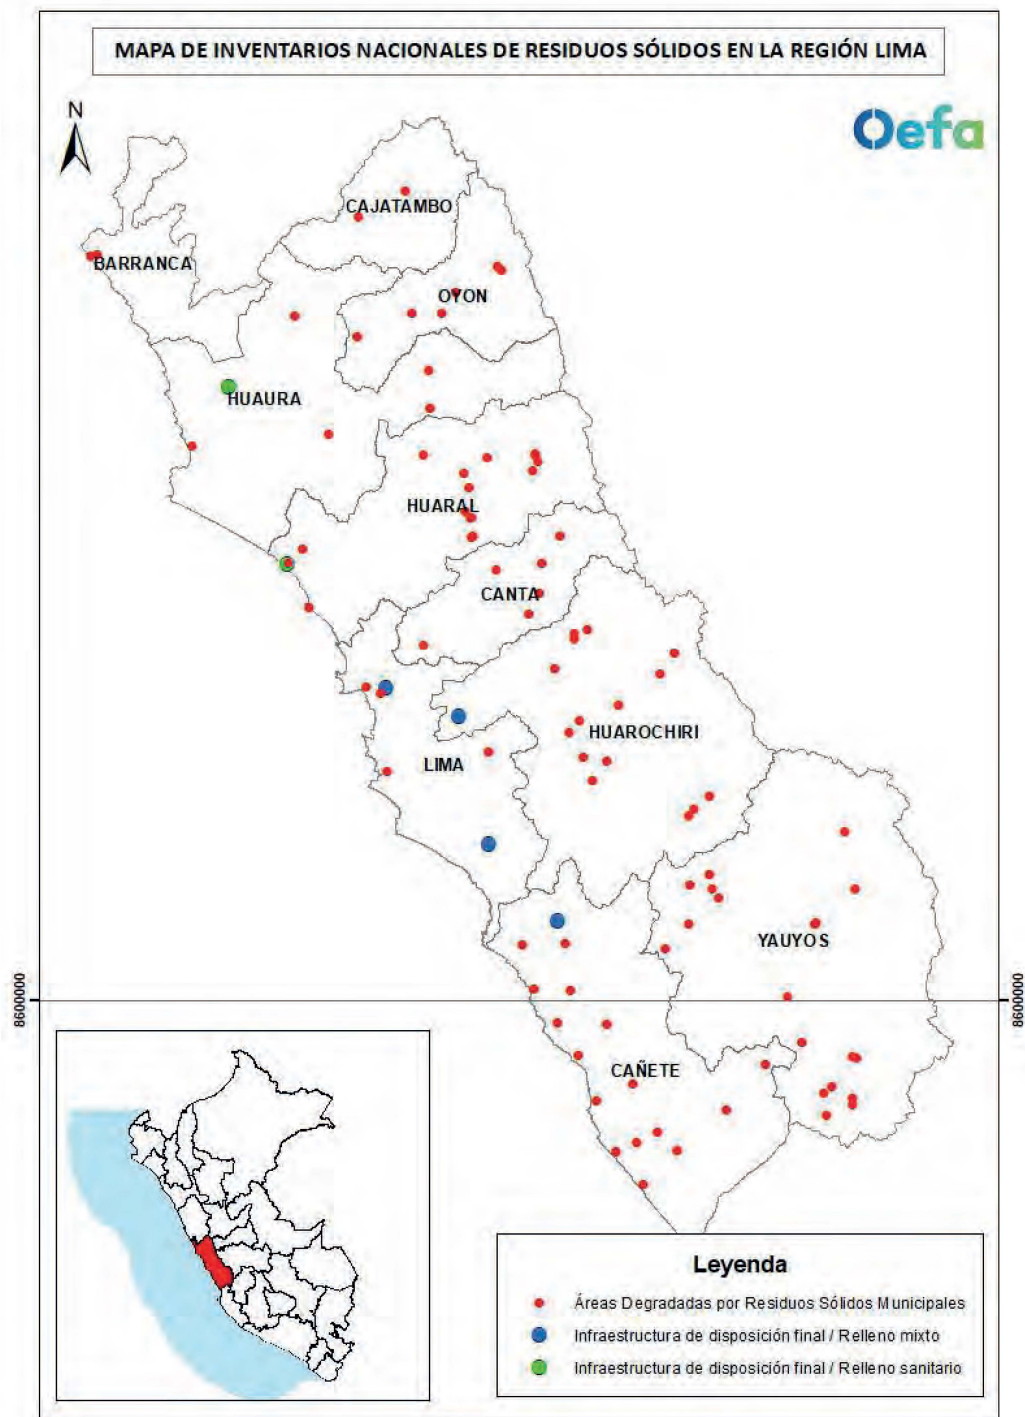 MAPA DE INVENTARIOS NACIONALES DE RESIDUOS SÓLIDOS EN LA REGIÓN LIMA
N
Oefa
CAJATAMBO
BARRANCA
OYON
HUAURA
HUARAL
CANTA
HUAROCHIRI
LIMA
YAUYOS
8600000
8600000
CAÑETE
Leyenda
Áreas Degradadas por Residuos Sólidos Municipales
Infraestructura de disposición final / Relleno mixto
Infraestructura de disposición final / Relleno sanitario